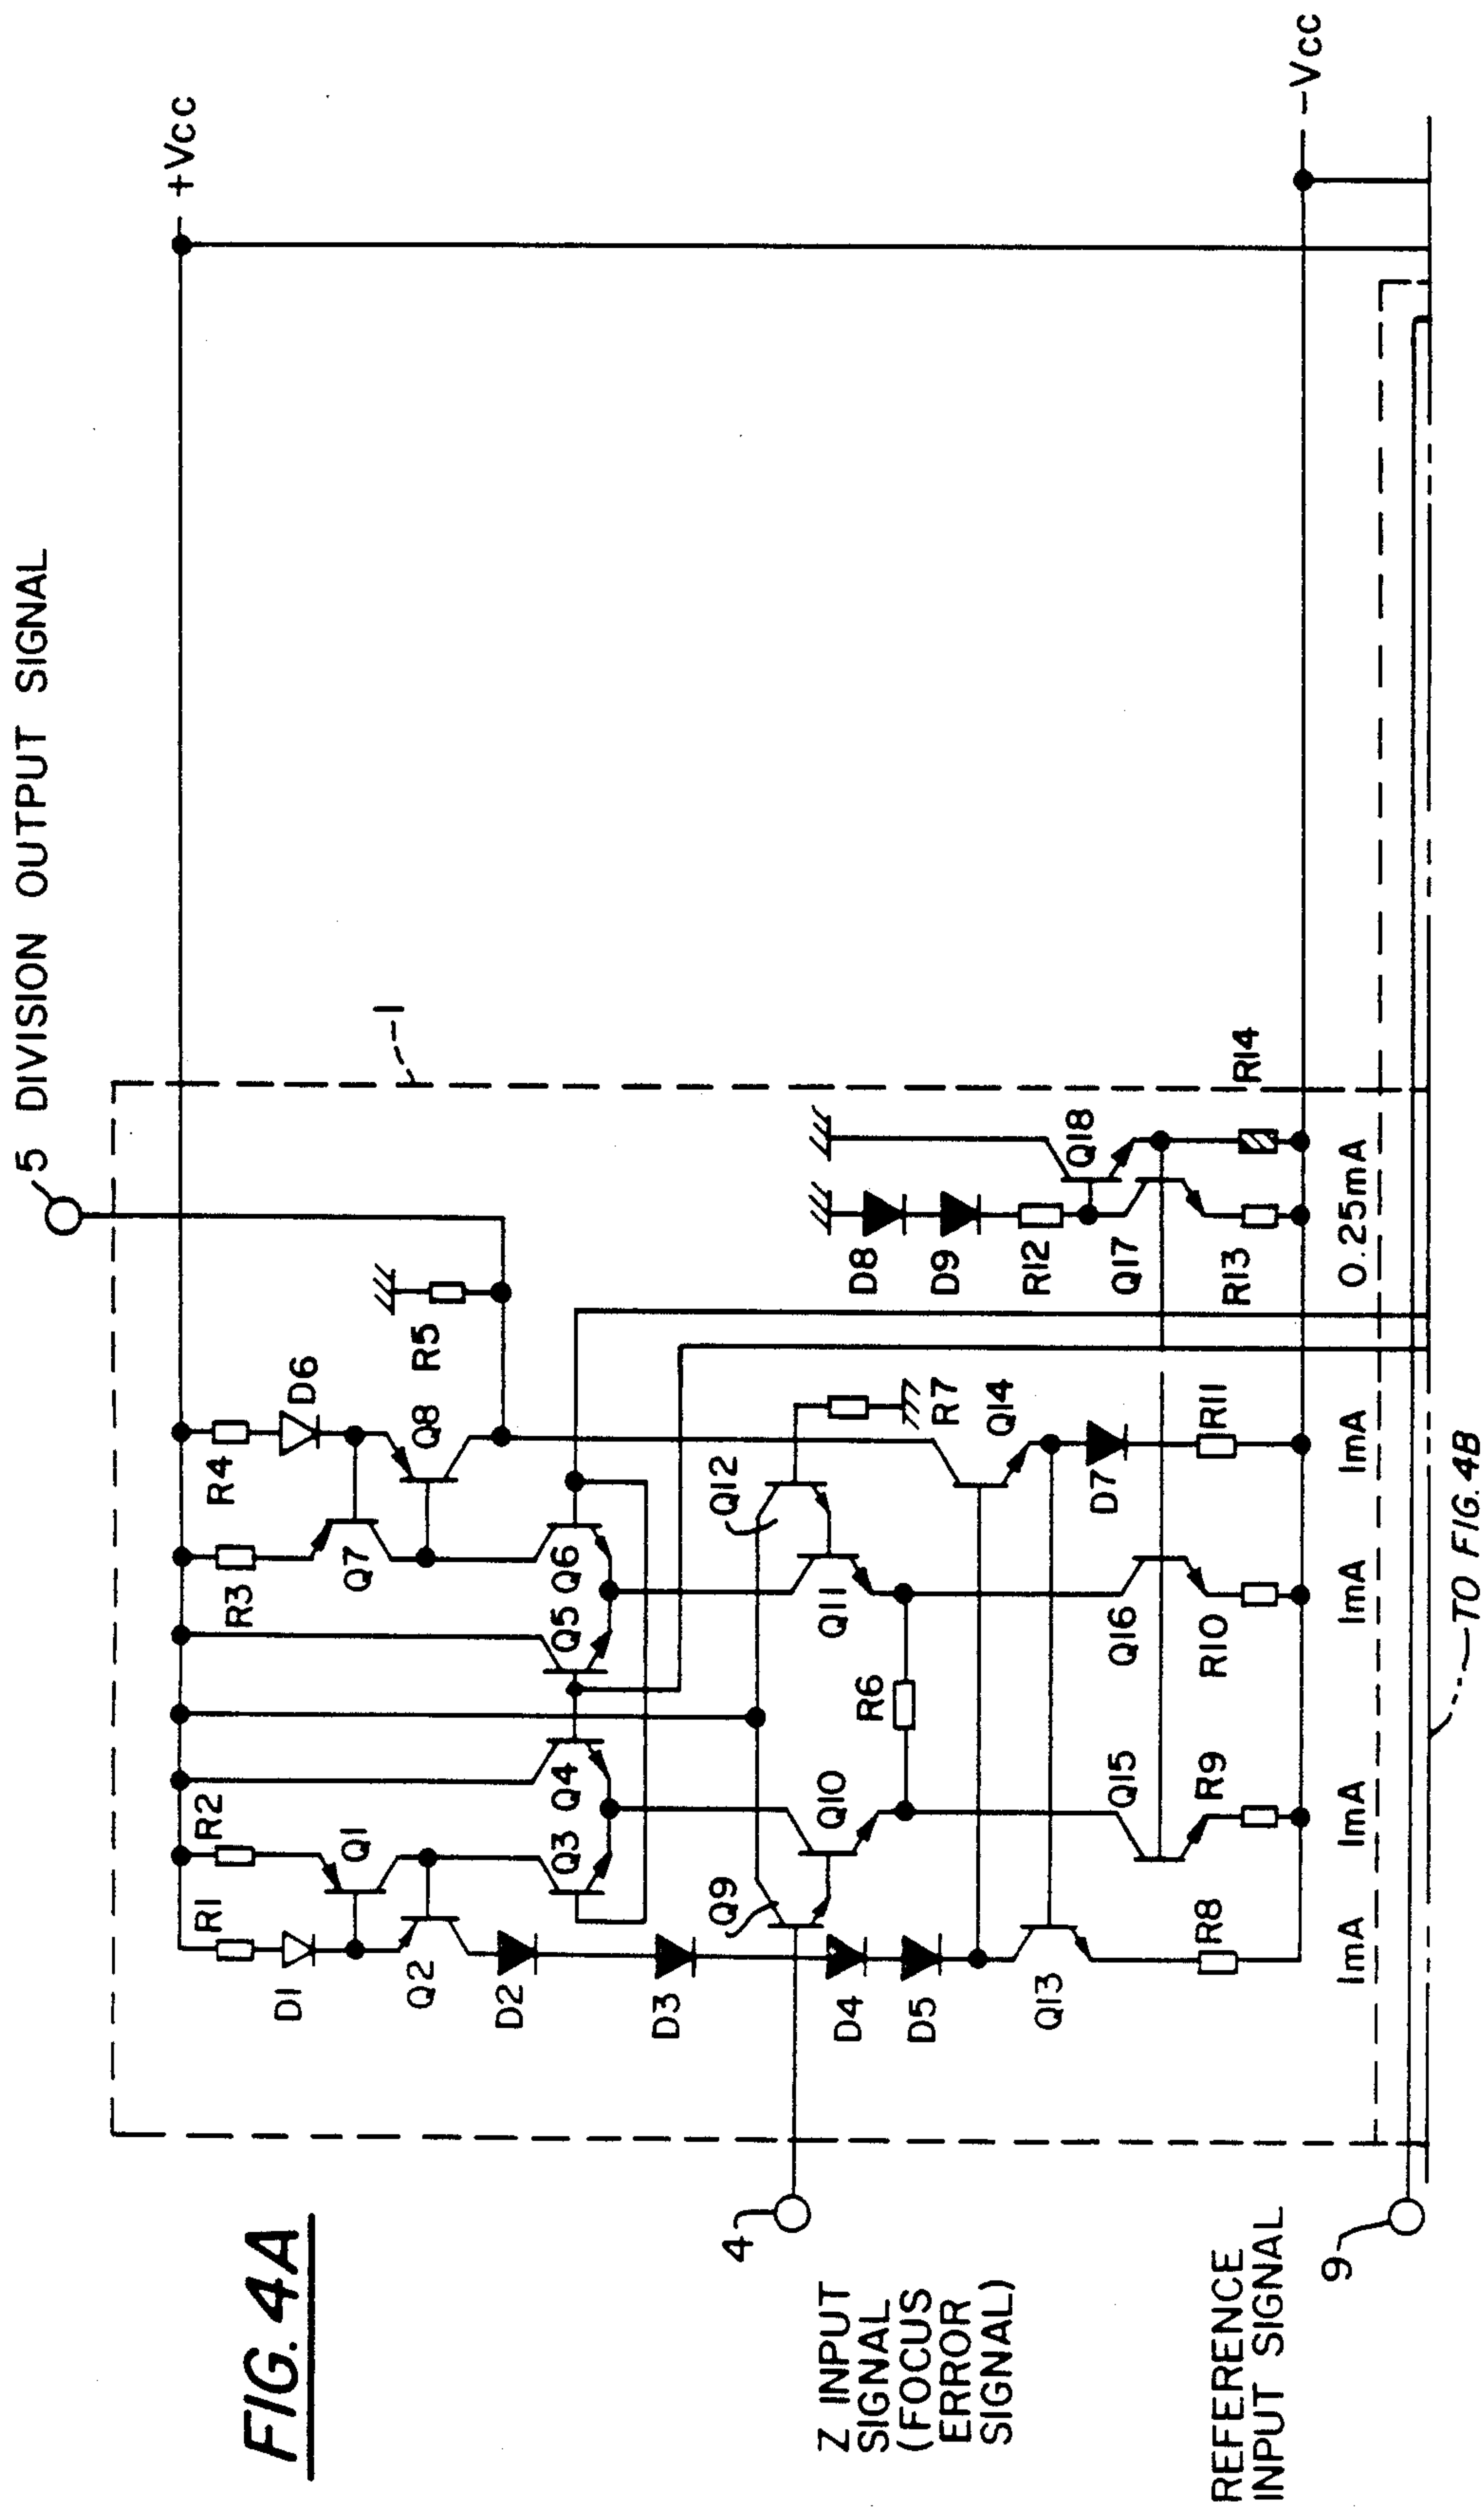 FIG. 4A
5 DIVISION OUTPUT SIGNAL
1
+Vcc
R1
R2
R3
R4
D1
Q1
Q7
D6
Q2
Q8
R5
D2
Q3
Q4
Q5
Q6
D3
Q9
Q12
4
Z INPUT
SIGNAL
(FOCUS
ERROR
SIGNAL)
D4
Q10
Q11
D8
D5
R6
R7
D9
Q14
Q13
R12
Q18
D7
Q15
Q16
Q17
R8
R9
R10
R11
R13
R14
-Vcc
1mA
1mA
1mA
1mA
0.25mA
REFERENCE
INPUT SIGNAL
9
TO FIG. 4B